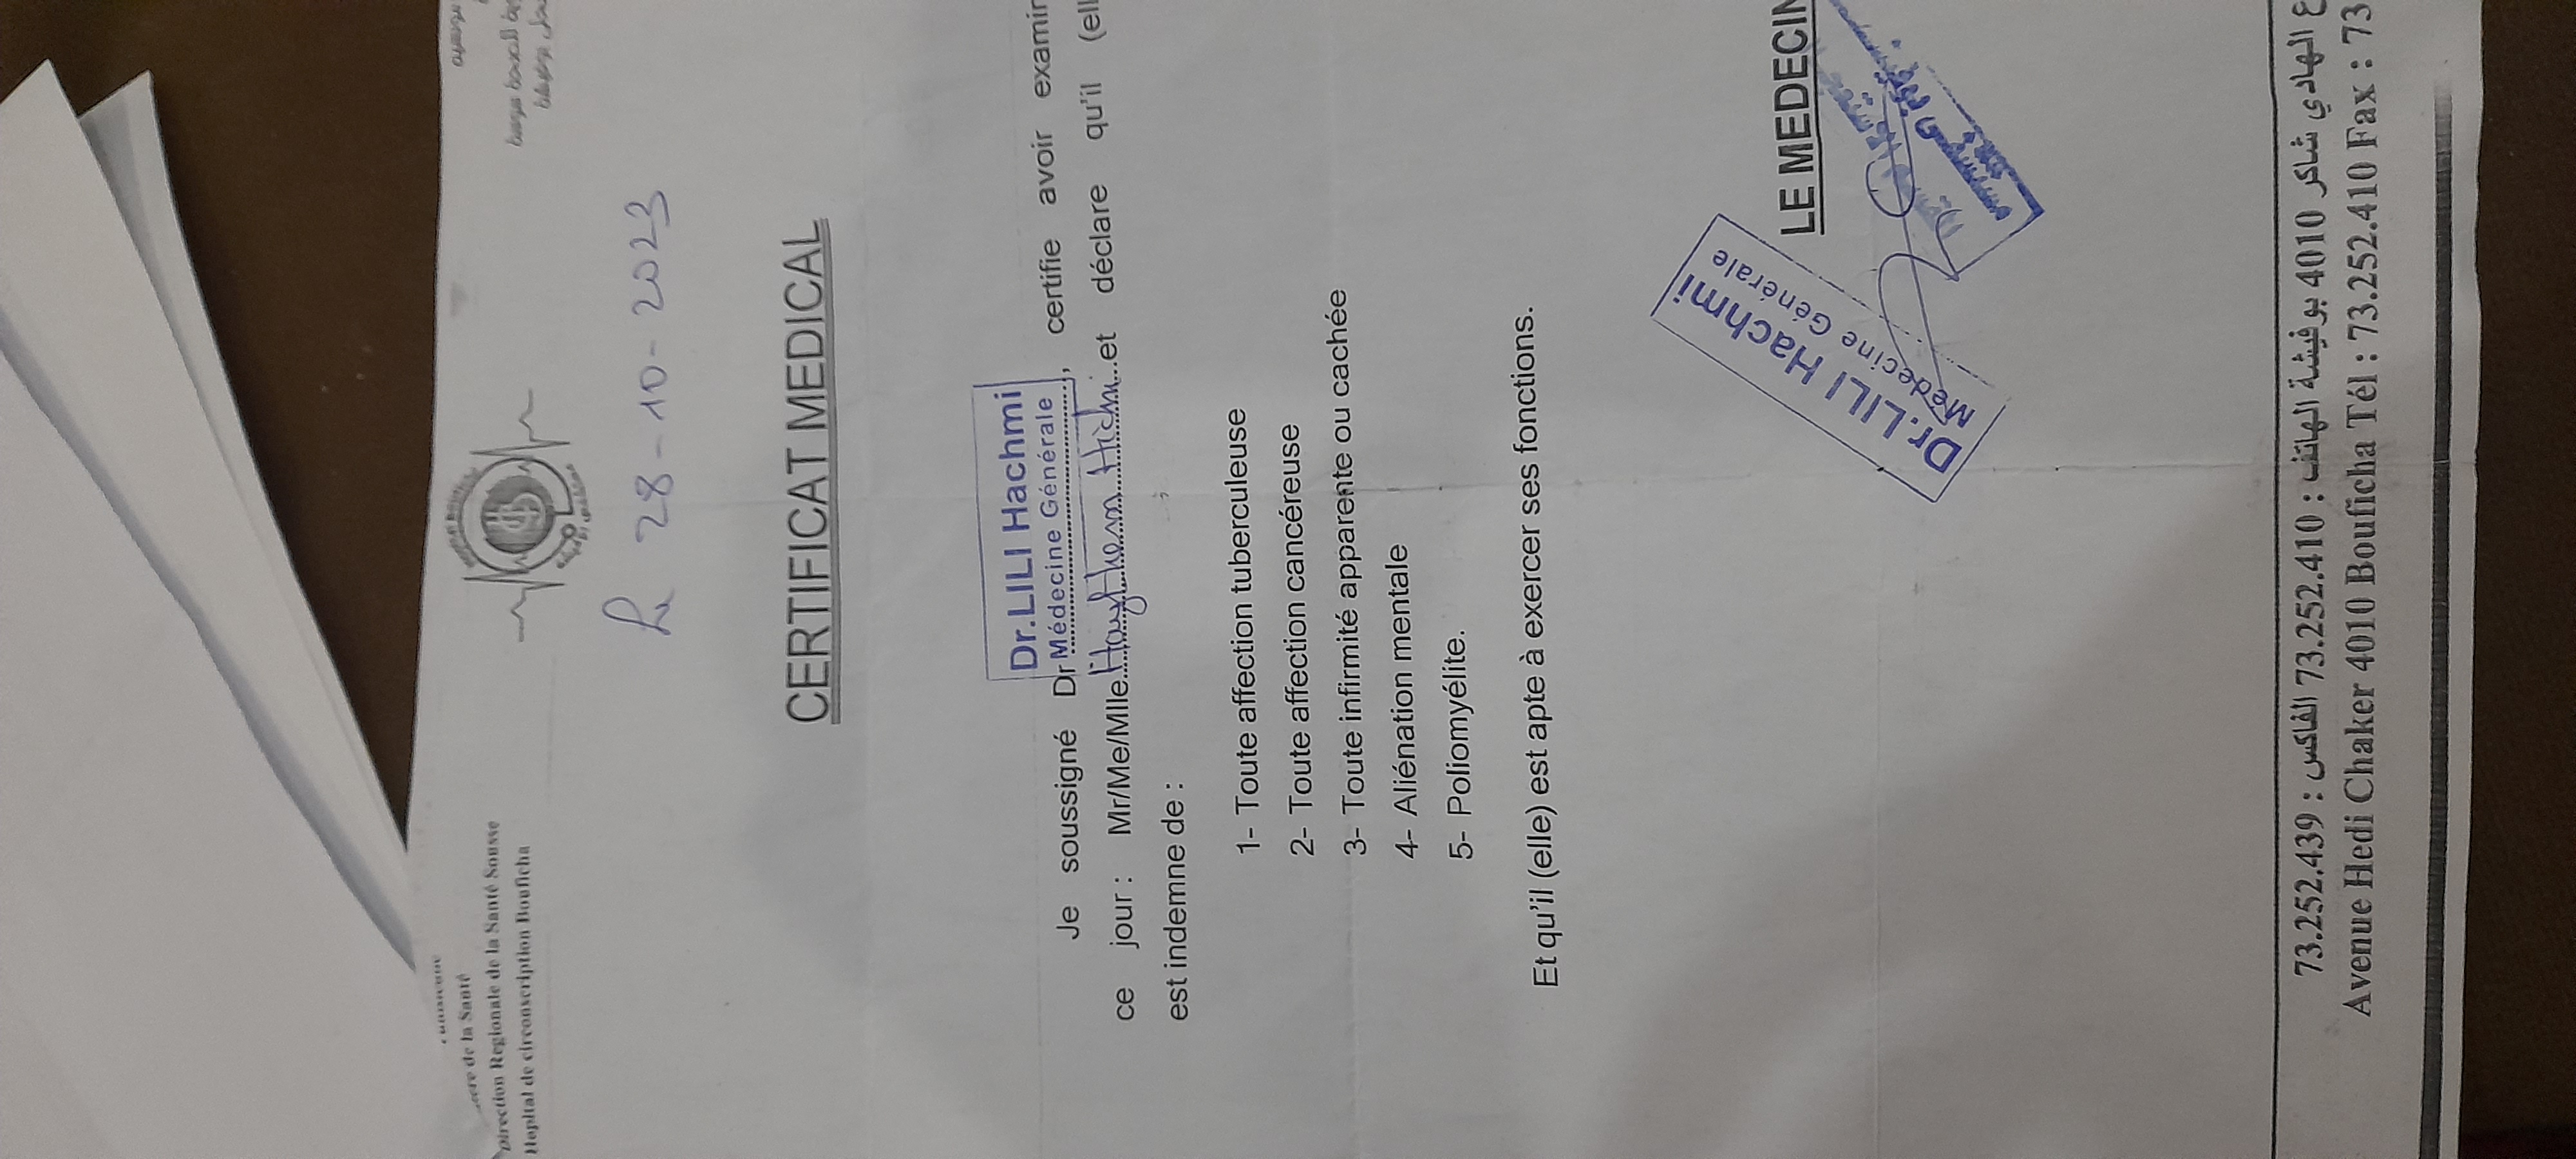 de la Santé
Direction Regionale de la Santé Sousse
Hopital de circonscription Bouficha
Le 28-10-2023
CERTIFICAT MEDICAL
Dr.LILI Hachmi
Médecine Générale
Je soussigné Dr, certifie avoir examin
ce jour : Mr/Me/Mlle Haythem et déclare qu'il (ell
est indemne de :
1- Toute affection tuberculeuse
2- Toute affection cancéreuse
3- Toute infirmité apparente ou cachée
4- Aliénation mentale
5- Poliomyélite.
Et qu'il (elle) est apte à exercer ses fonctions.
LE MEDECIN
Dr.LILI Hachmi
Médecine Générale
ع الهادي شاكر 4010 بوفيشة الهاتف : 73.252.410 الفاكس : 73.252.439
Avenue Hedi Chaker 4010 Bouficha Tél : 73.252.410 Fax : 73